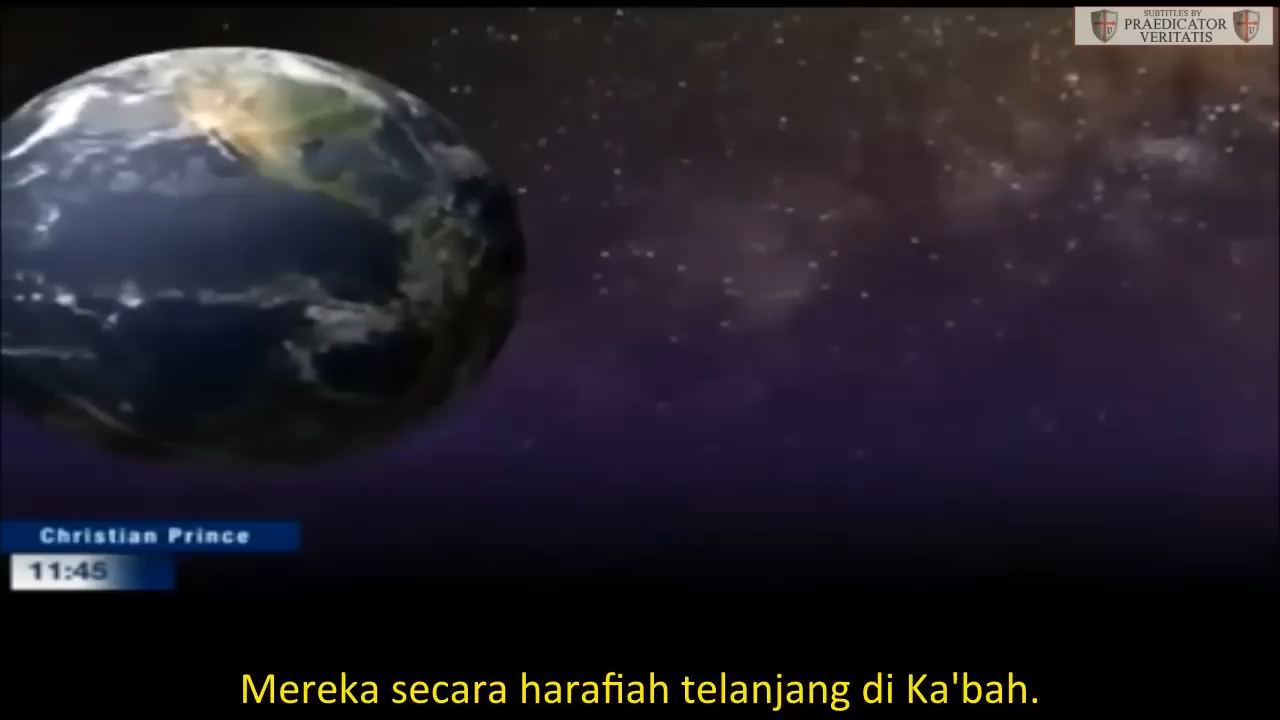 SUBTITLES BY
PRAEDICATOR
VERITATIS
Christian Prince
11:45
Mereka secara harafiah telanjang di Ka'bah.